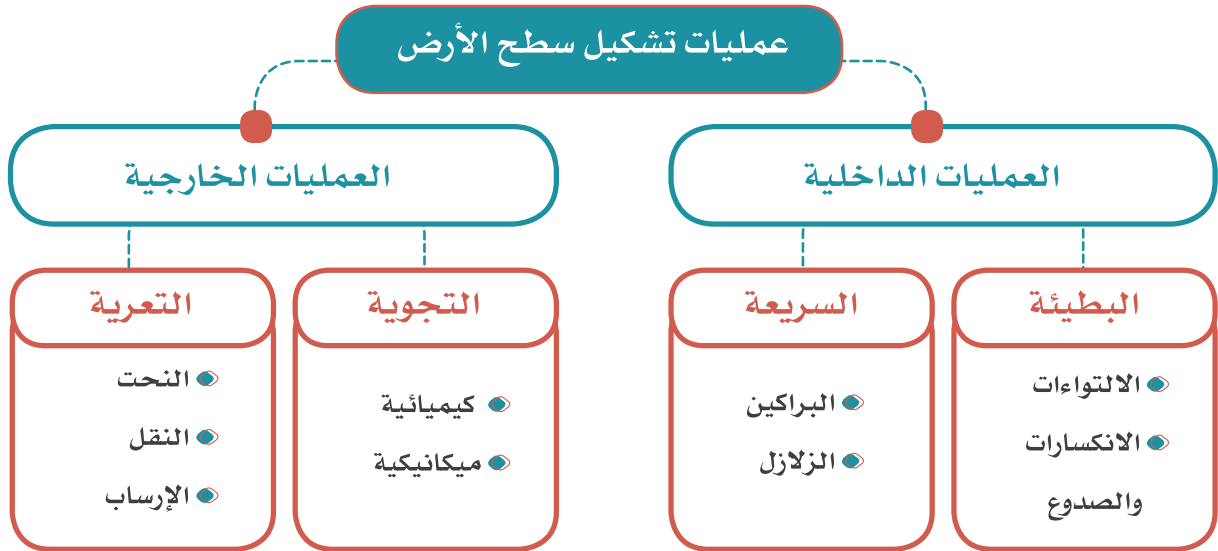 عمليات تشكيل سطح الأرض
العمليات الداخلية
العمليات الخارجية
البطيئة
الالتواءات
الانكسارات
والصدوع
السريعة
البراكين
الزلازل
التجوية
كيميائية
ميكانيكية
التعرية
النحت
النقل
الإرساب